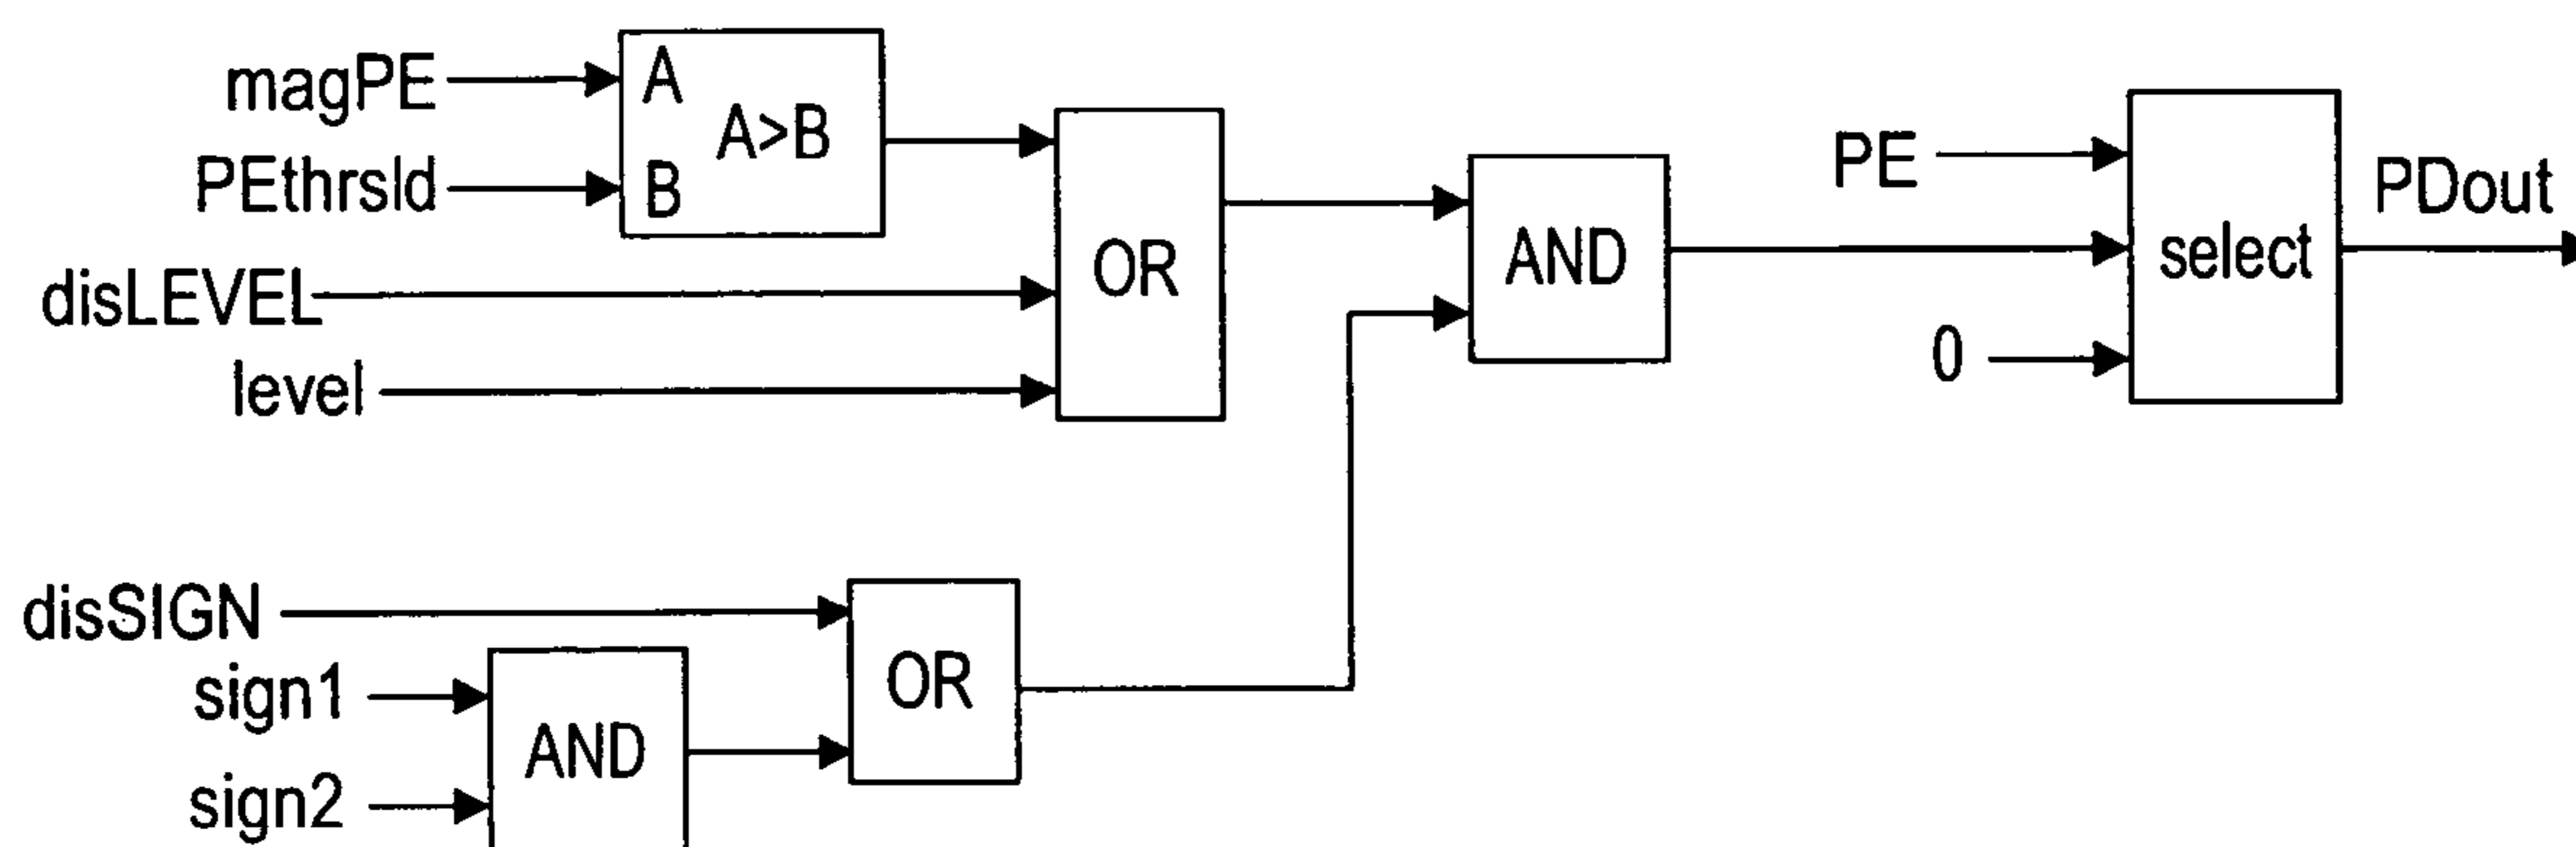 magPE
A
A>B
PEthrsld
B
disLEVEL
OR
level
AND
PE
select
PDout
0
disSIGN
sign1
AND
OR
sign2